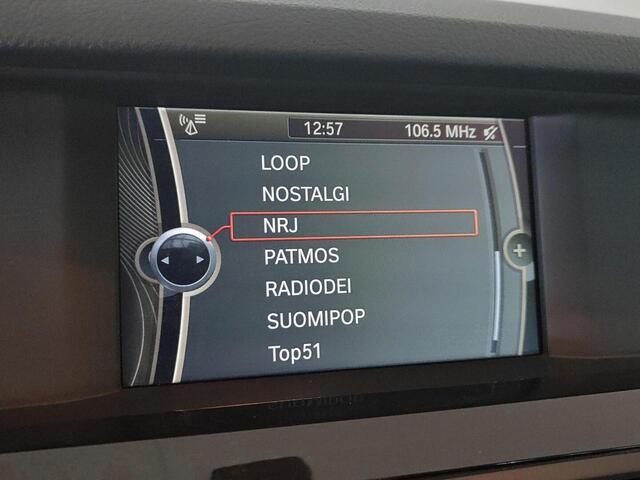 12:57 106.5 MHz
LOOP
NOSTALGI
NRJ
PATMOS
RADIODEI
SUOMIPOP
Top51